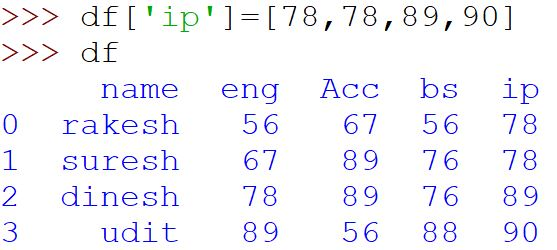 >>> df['ip']=[78,78,89,90]
>>> df
      name  eng  Acc  bs  ip
0   rakesh   56   67  56  78
1   suresh   67   89  76  78
2   dinesh   78   89  76  89
3     udit   89   56  88  90